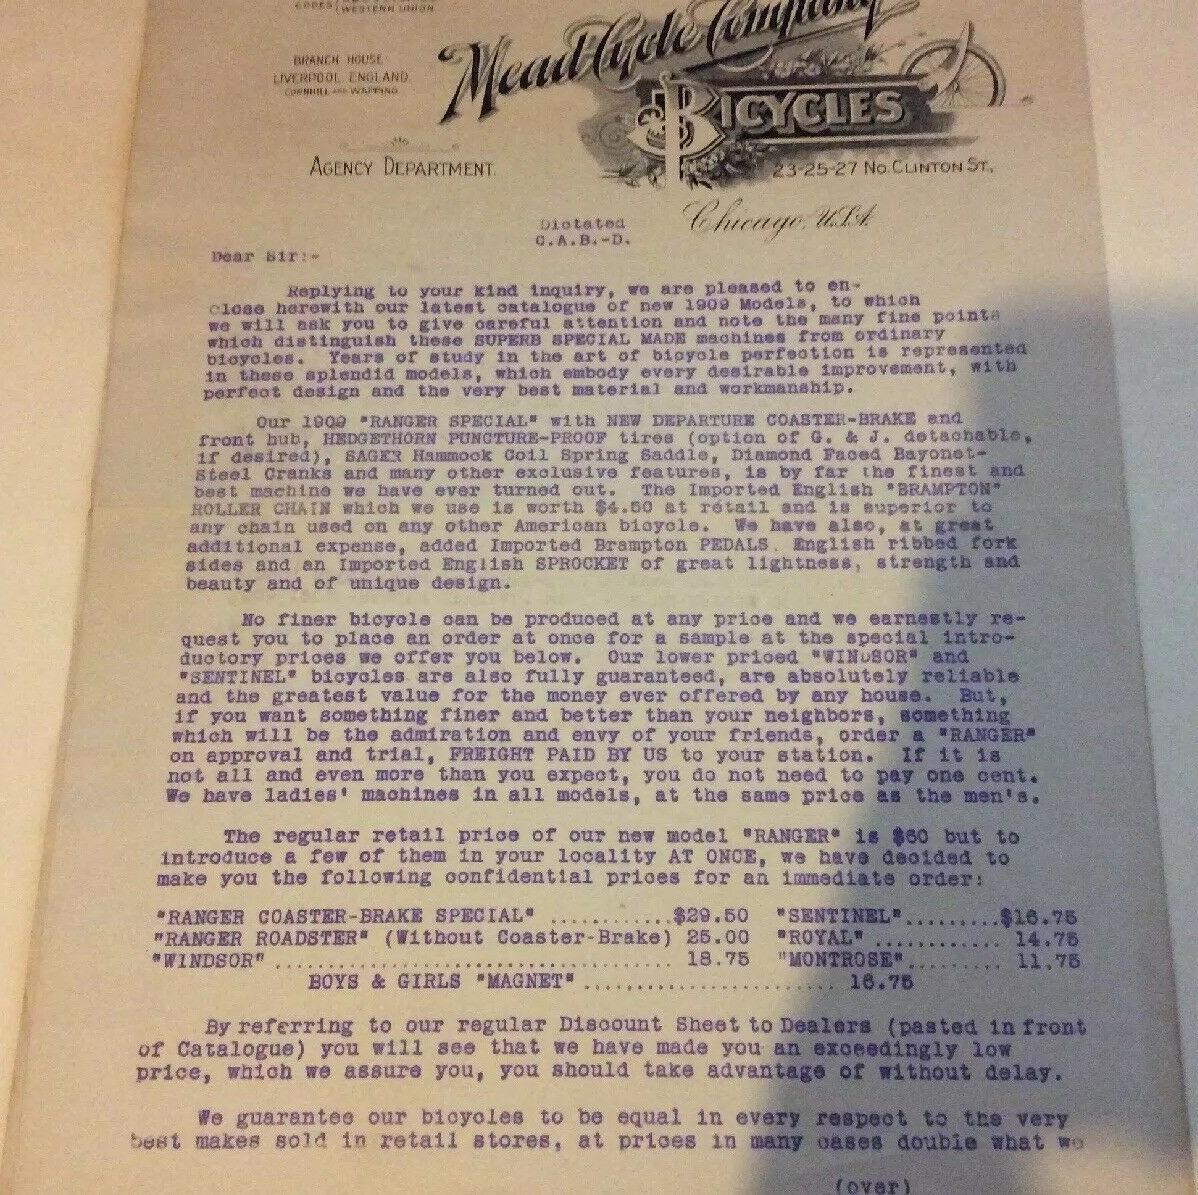 CODES
WESTERN UNION
BRANCH HOUSE
LIVERPOOL, ENGLAND.
CORNHILL AND WAPPING
AGENCY DEPARTMENT.
Mead Cycle Company
BICYCLES
23-25-27 No. CLINTON ST.,
Chicago, U.S.A.
Dictated
C.A.B.-D.
Dear Sir:-
Replying to your kind inquiry, we are pleased to en-
close herewith our latest catalogue of new 1909 Models, to which
we will ask you to give careful attention and note the many fine points
which distinguish these SUPERB SPECIAL MADE machines from ordinary
bicycles. Years of study in the art of bicycle perfection is represented
in these splendid models, which embody every desirable improvement, with
perfect design and the very best material and workmanship.
Our 1909 "RANGER SPECIAL" with NEW DEPARTURE COASTER-BRAKE and
front hub, HEDGETHORN PUNCTURE-PROOF tires (option of G. & J. detachable,
if desired), SAGER Hammock Coil Spring Saddle, Diamond Faced Bayonet-
Steel Cranks and many other exclusive features, is by far the finest and
best machine we have ever turned out. The Imported English "BRAMPTON"
ROLLER CHAIN which we use is worth $4.50 at retail and is superior to
any chain used on any other American bicycle. We have also, at great
additional expense, added Imported Brampton PEDALS. English ribbed fork
sides and an Imported English SPROCKET of great lightness, strength and
beauty and of unique design.
No finer bicycle can be produced at any price and we earnestly re-
quest you to place an order at once for a sample at the special intro-
ductory prices we offer you below. Our lower priced "WINDSOR" and
"SENTINEL" bicycles are also fully guaranteed, are absolutely reliable
and the greatest value for the money ever offered by any house. But,
if you want something finer and better than your neighbors, something
which will be the admiration and envy of your friends, order a "RANGER"
on approval and trial, FREIGHT PAID BY US to your station. If it is
not all and even more than you expect, you do not need to pay one cent.
We have ladies' machines in all models, at the same price as the men's.
The regular retail price of our new model "RANGER" is $60 but to
introduce a few of them in your locality AT ONCE, we have decided to
make you the following confidential prices for an immediate order:
"RANGER COASTER-BRAKE SPECIAL" ............$29.50 "SENTINEL".........$16.75
"RANGER ROADSTER" (Without Coaster-Brake) 25.00 "ROYAL" ............ 14.75
"WINDSOR" ...................................... 18.75 "MONTROSE"......... 11.75
BOYS & GIRLS "MAGNET" ........................ 16.75
By referring to our regular Discount Sheet to Dealers (pasted in front
of Catalogue) you will see that we have made you an exceedingly low
price, which we assure you, you should take advantage of without delay.
We guarantee our bicycles to be equal in every respect to the very
best makes sold in retail stores, at prices in many cases double what we
(over)